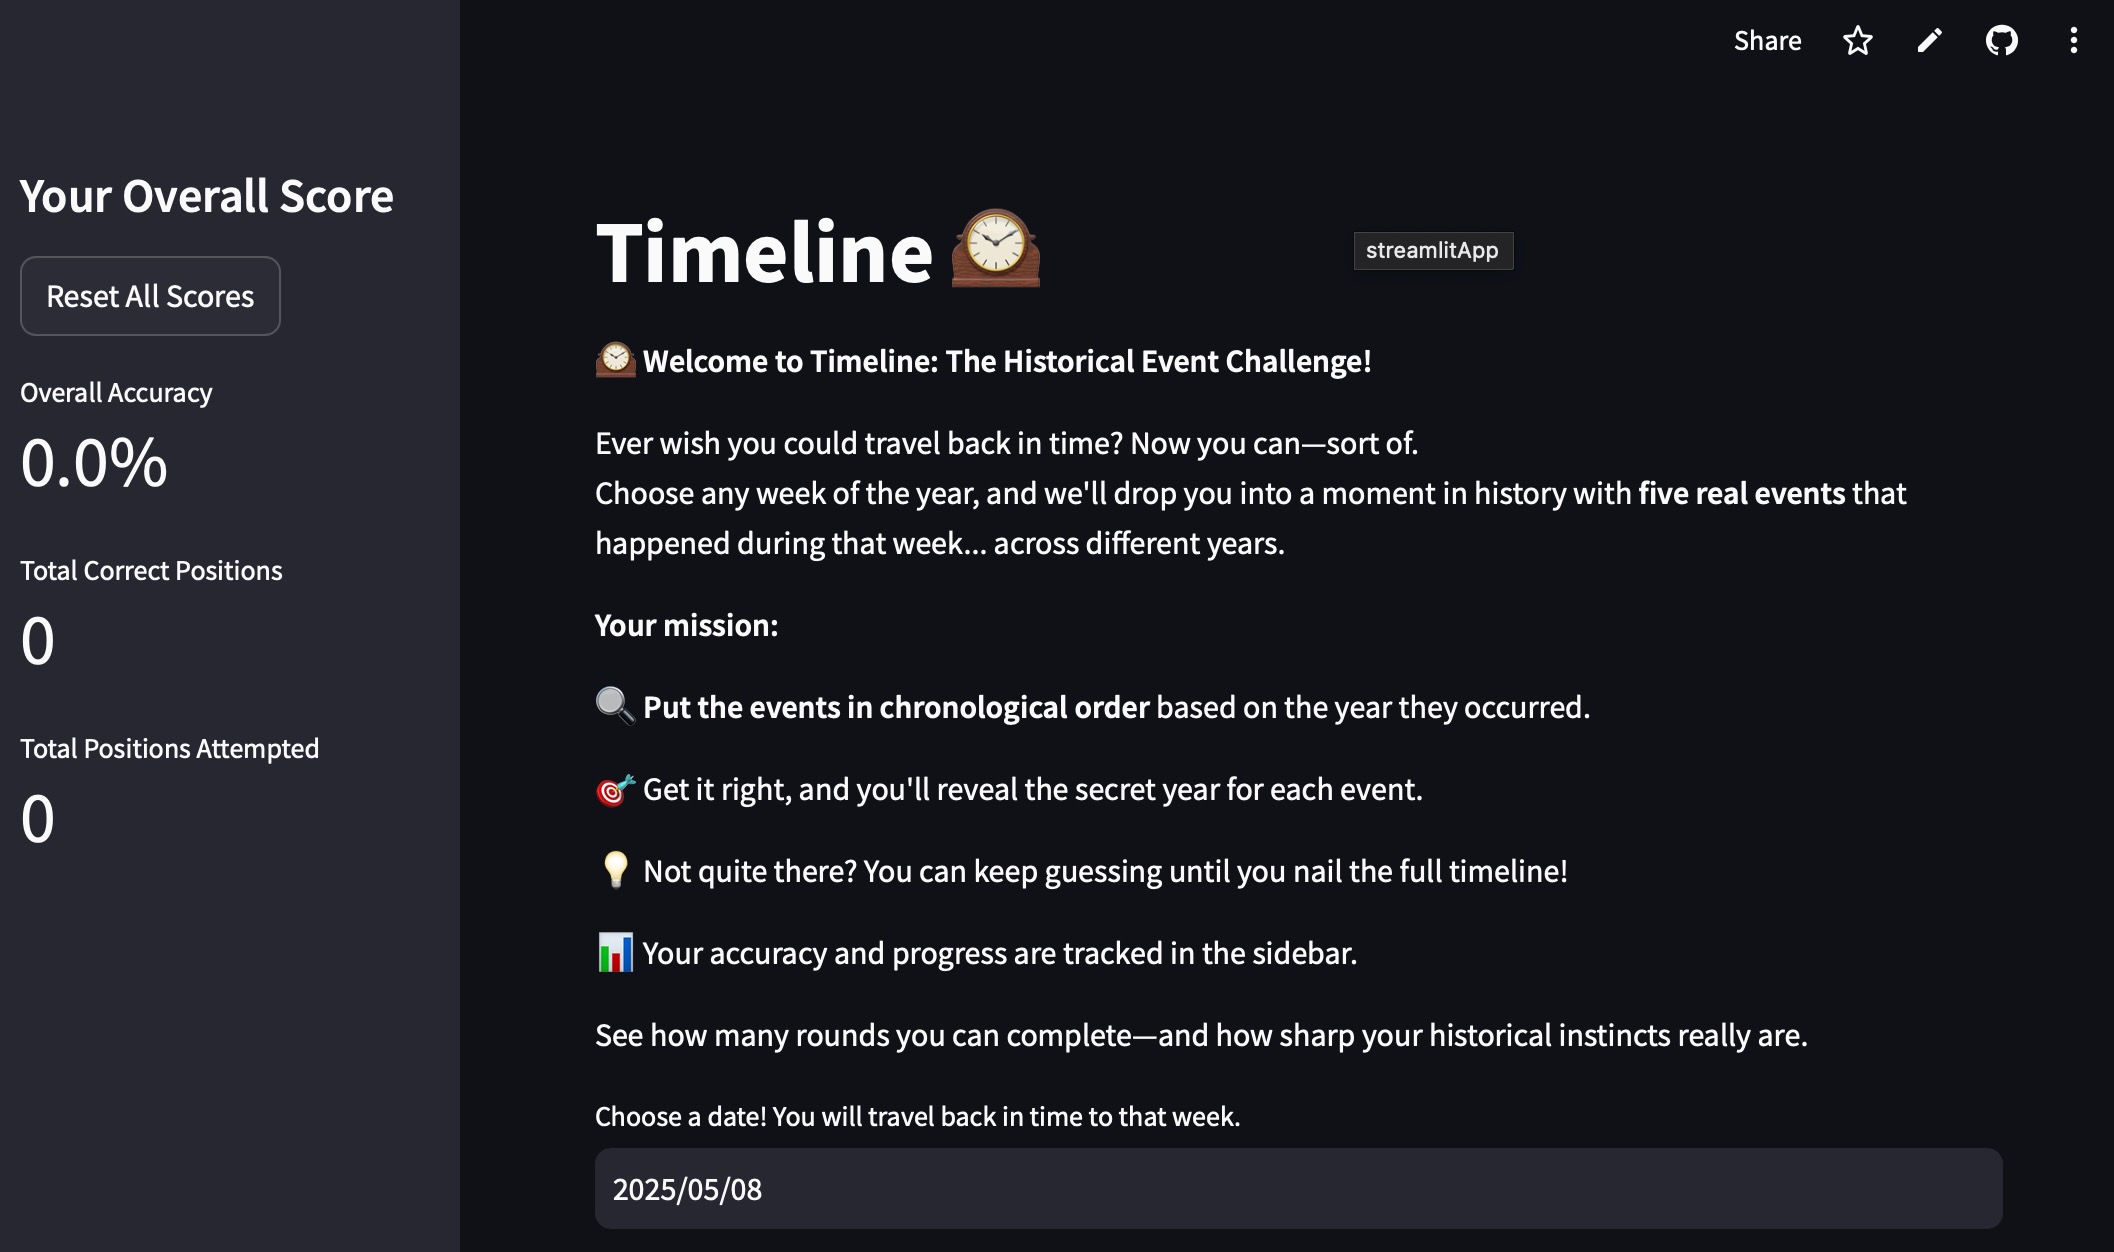 Share
Your Overall Score
Reset All Scores
Overall Accuracy
0.0%
Total Correct Positions
0
Total Positions Attempted
0
Timeline
streamlitApp
Welcome to Timeline: The Historical Event Challenge!
Ever wish you could travel back in time? Now you can—sort of.
Choose any week of the year, and we'll drop you into a moment in history with five real events that
happened during that week... across different years.
Your mission:
Put the events in chronological order based on the year they occurred.
Get it right, and you'll reveal the secret year for each event.
Not quite there? You can keep guessing until you nail the full timeline!
Your accuracy and progress are tracked in the sidebar.
See how many rounds you can complete—and how sharp your historical instincts really are.
Choose a date! You will travel back in time to that week.
2025/05/08